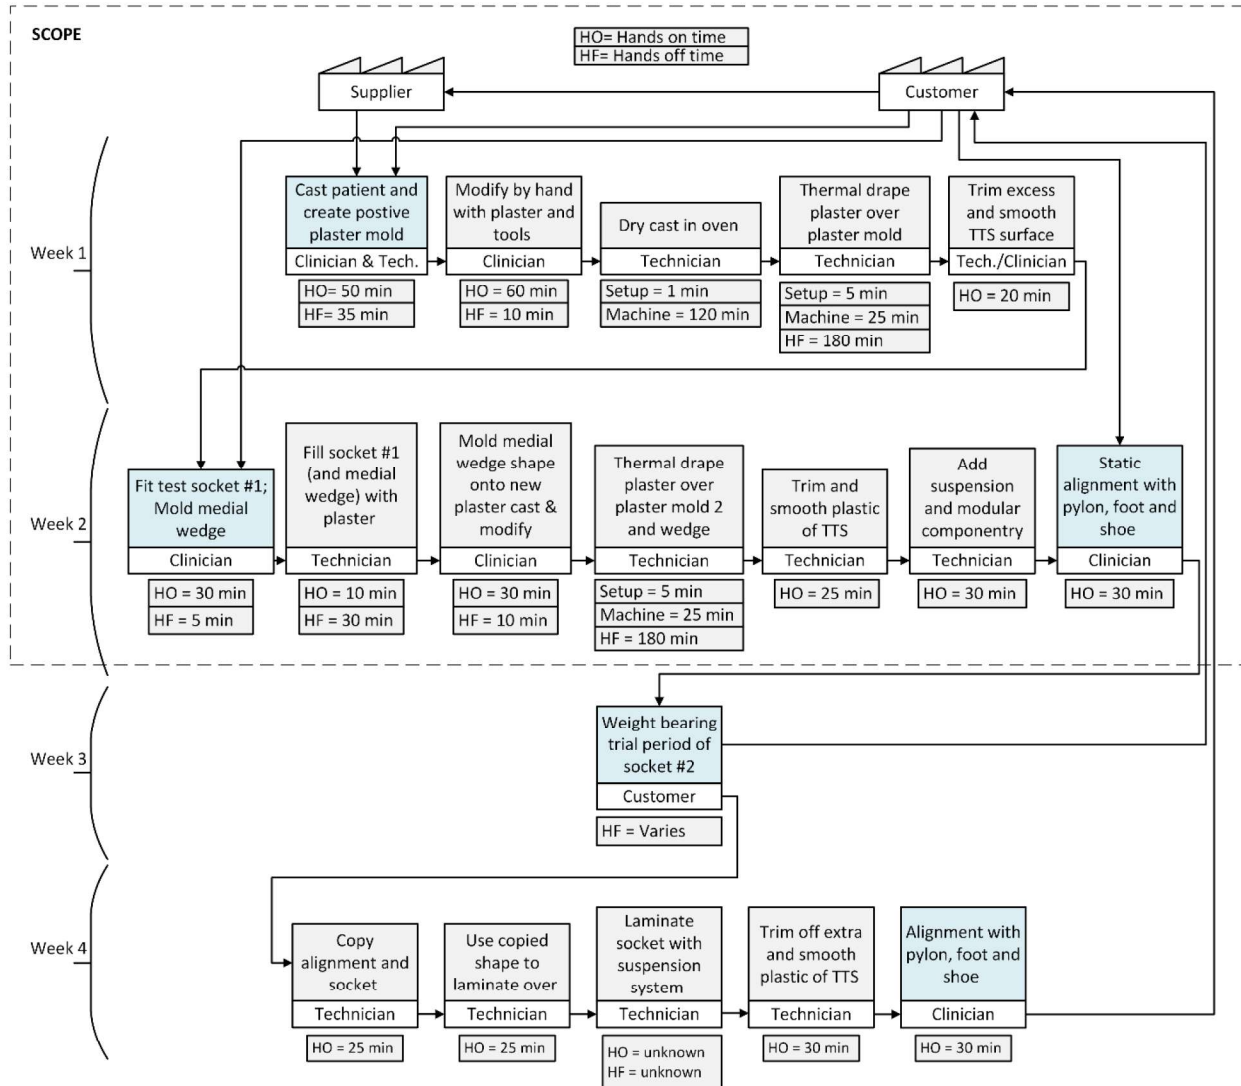 SCOPE
HO= Hands on time
HF= Hands off time
Supplier
Customer
Week 1
Cast patient and
create postive
plaster mold
Clinician & Tech.
HO= 50 min
HF= 35 min
Modify by hand
with plaster and
tools
Clinician
HO = 60 min
HF = 10 min
Dry cast in oven
Technician
Setup = 1 min
Machine = 120 min
Thermal drape
plaster over
plaster mold
Technician
Setup = 5 min
Machine = 25 min
HF = 180 min
Trim excess
and smooth
TTS surface
Tech./Clinician
HO = 20 min
Week 2
Fit test socket #1;
Mold medial
wedge
Clinician
HO = 30 min
HF = 5 min
Fill socket #1
(and medial
wedge) with
plaster
Technician
HO = 10 min
HF = 30 min
Mold medial
wedge shape
onto new
plaster cast &
modify
Clinician
HO = 30 min
HF = 10 min
Thermal drape
plaster over
plaster mold 2
and wedge
Technician
Setup = 5 min
Machine = 25 min
HF = 180 min
Trim and
smooth plastic
of TTS
Technician
HO = 25 min
Add
suspension
and modular
componentry
Technician
HO = 30 min
Static
alignment with
pylon, foot and
shoe
Clinician
HO = 30 min
Week 3
Weight bearing
trial period of
socket #2
Customer
HF = Varies
Week 4
Copy
alignment and
socket
Technician
HO = 25 min
Use copied
shape to
laminate over
Technician
HO = 25 min
Laminate
socket with
suspension
system
Technician
HO = unknown
HF = unknown
Trim off extra
and smooth
plastic of TTS
Technician
HO = 30 min
Alignment with
pylon, foot and
shoe
Clinician
HO = 30 min